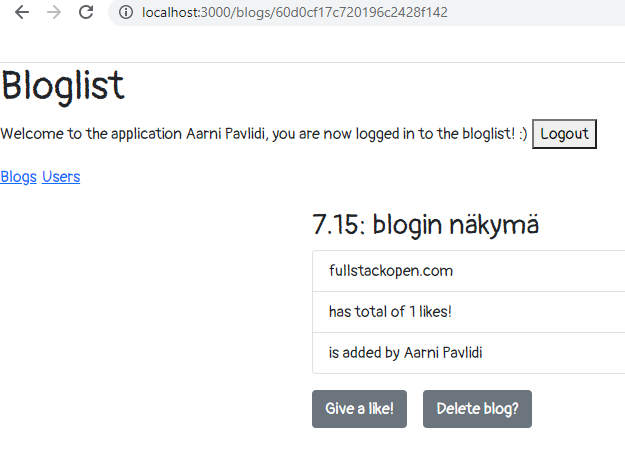 localhost:3000/blogs/60d0cf17c720196c2428f142
Bloglist
Welcome to the application Aarni Pavlidi, you are now logged in to the bloglist! :) Logout
Blogs Users
7.15: blogin näkymä
fullstackopen.com
has total of 1 likes!
is added by Aarni Pavlidi
Give a like! Delete blog?